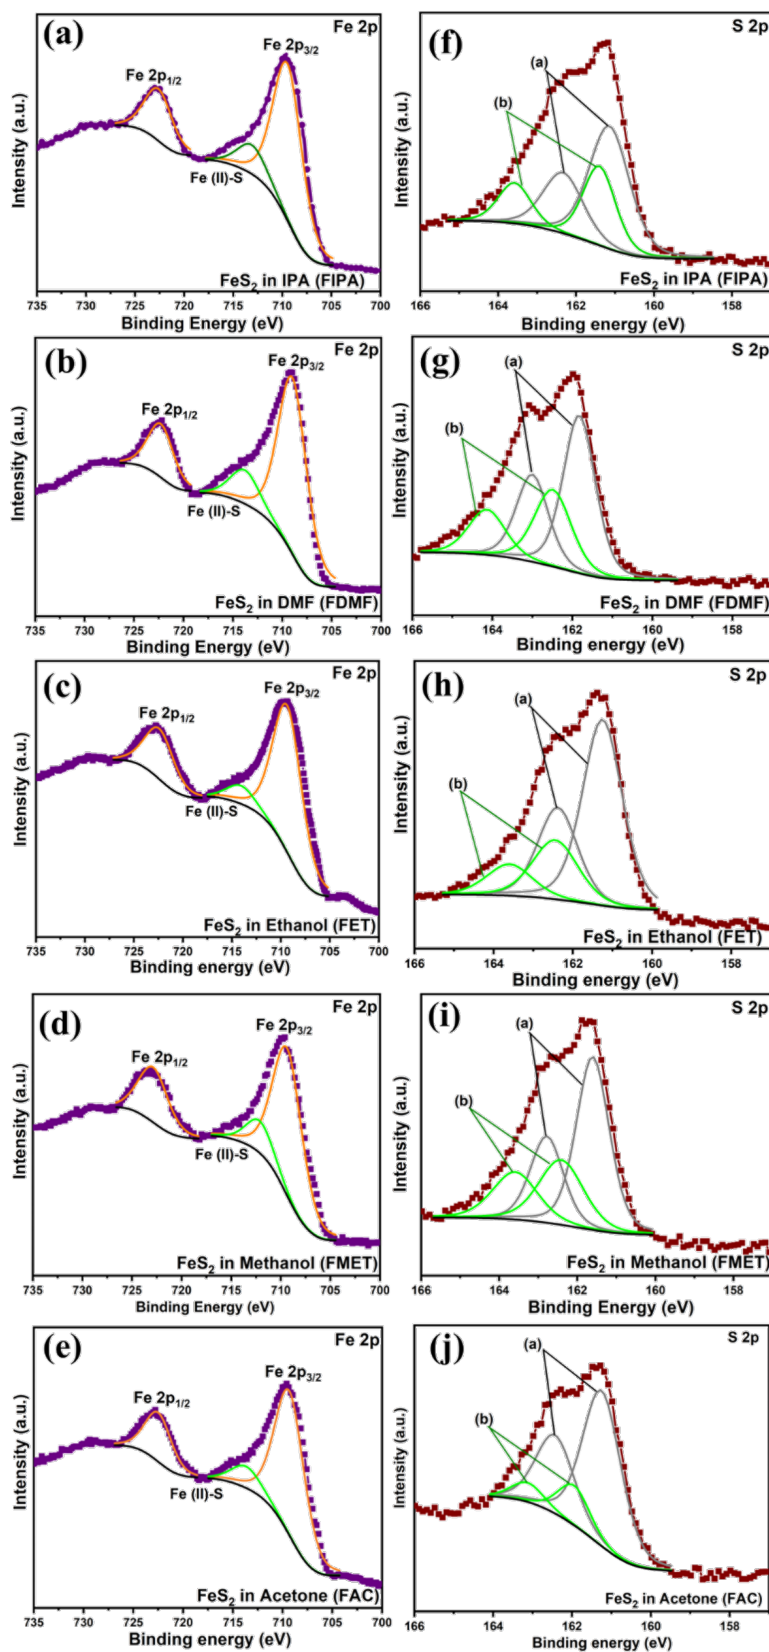 (a)
Fe 2p
Fe 2p3/2
Fe 2p1/2
Fe (II)-S
FeS2 in IPA (FIPA)
Intensity (a.u.)
735 730 725 720 715 710 705 700
Binding Energy (eV)
(f)
S 2p
(a)
(b)
FeS2 in IPA (FIPA)
Intensity (a.u.)
166 164 162 160 158
Binding energy (eV)
(b)
Fe 2p
Fe 2p3/2
Fe 2p1/2
Fe (II)-S
FeS2 in DMF (FDMF)
Intensity (a.u.)
735 730 725 720 715 710 705 700
Binding Energy (eV)
(g)
S 2p
(a)
(b)
FeS2 in DMF (FDMF)
Intensity (a.u.)
166 164 162 160 158
Binding energy (eV)
(c)
Fe 2p
Fe 2p3/2
Fe 2p1/2
Fe (II)-S
FeS2 in Ethanol (FET)
Intensity (a.u.)
735 730 725 720 715 710 705 700
Binding energy (eV)
(h)
S 2p
(a)
(b)
FeS2 in Ethanol (FET)
Intensity (a.u.)
166 164 162 160 158
Binding energy (eV)
(d)
Fe 2p
Fe 2p3/2
Fe 2p1/2
Fe (II)-S
FeS2 in Methanol (FMET)
Intensity (a.u.)
735 730 725 720 715 710 705 700
Binding Energy (eV)
(i)
S 2p
(a)
(b)
FeS2 in Methanol (FMET)
Intensity (a.u.)
166 164 162 160 158
Binding Energy (eV)
(e)
Fe 2p
Fe 2p3/2
Fe 2p1/2
Fe (II)-S
FeS2 in Acetone (FAC)
Intensity (a.u.)
735 730 725 720 715 710 705 700
Binding Energy (eV)
(j)
S 2p
(a)
(b)
FeS2 in Acetone (FAC)
Intensity (a.u.)
166 164 162 160 158
Binding energy (eV)